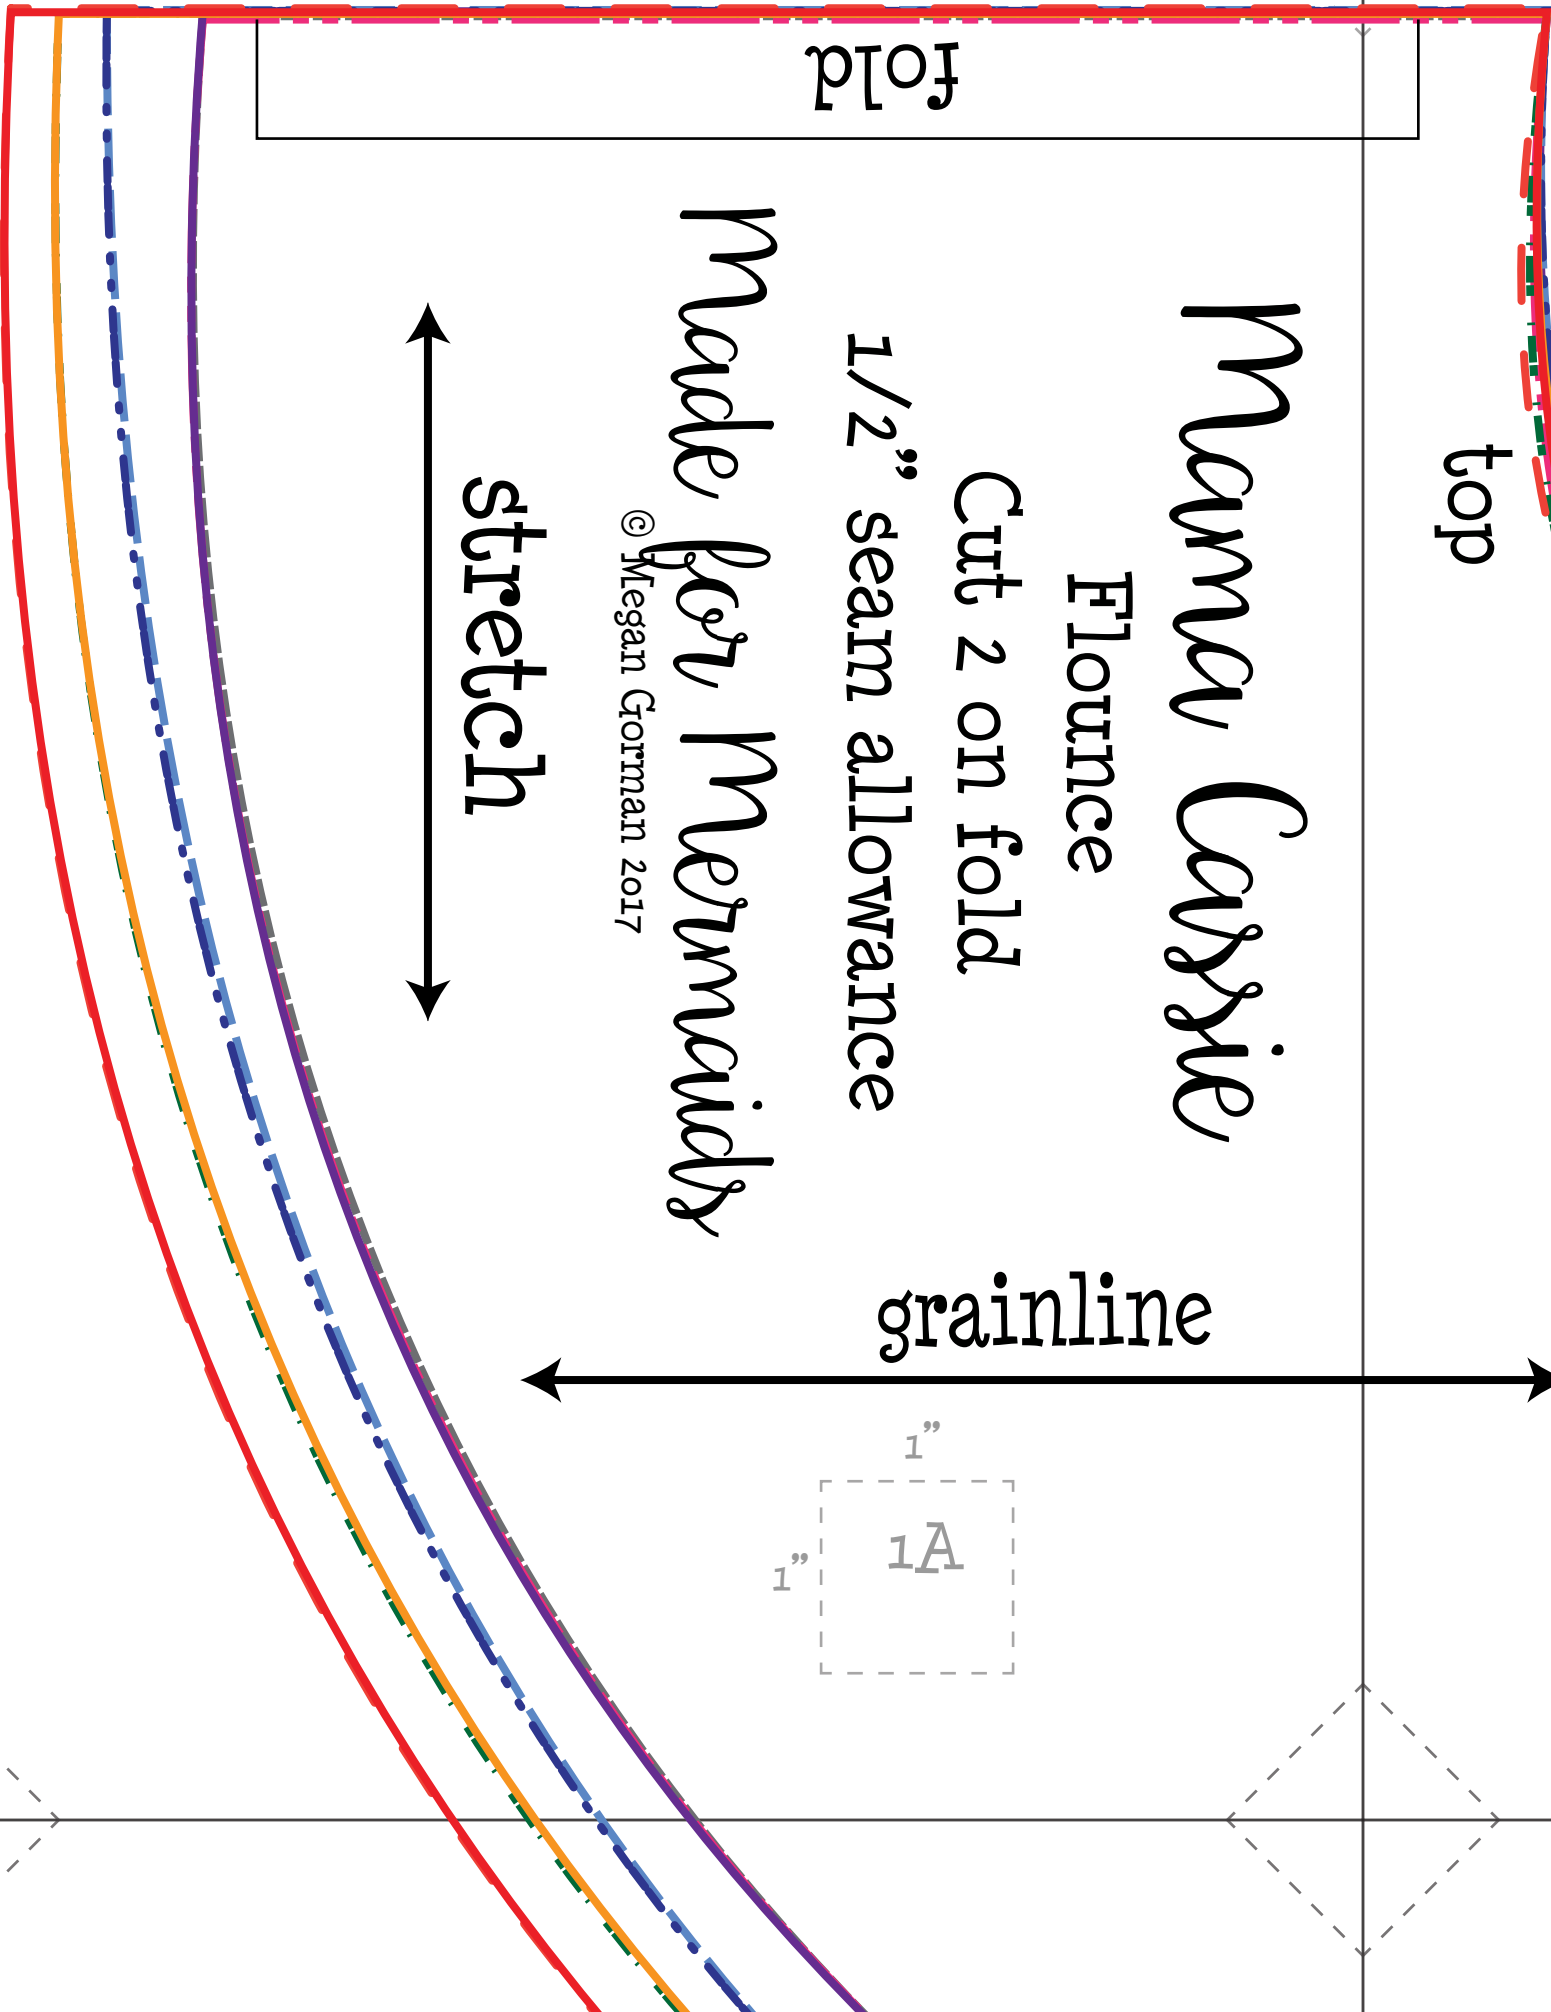 fold
top
Mama Cassie
Flounce
Cut 2 on fold
1/2” seam allowance
Made for Mermaids
© Megan Gorman 2017
stretch
grainline
1”
1”
1A